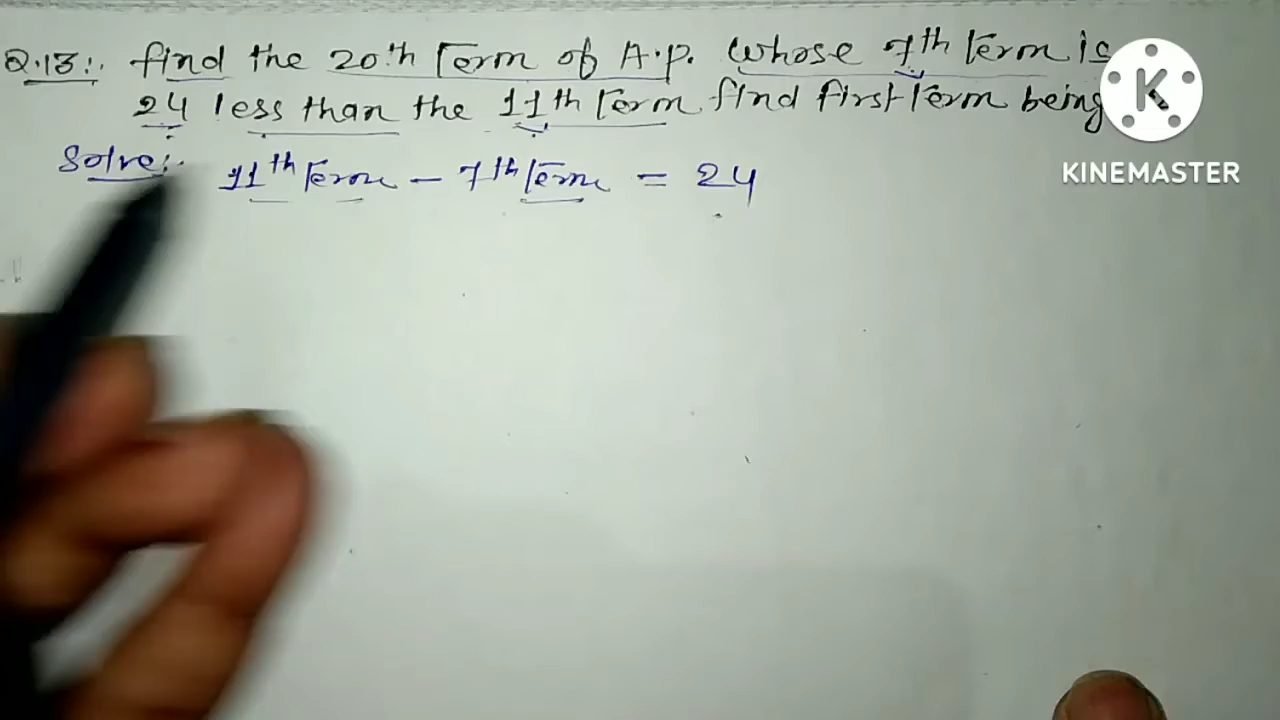 Q.13:. find the 20th Term of A.P. whose 7th Term is
24 less than the 11th Term, find first Term being
Solve:. 11th Term - 7th Term = 24
K
KINEMASTER